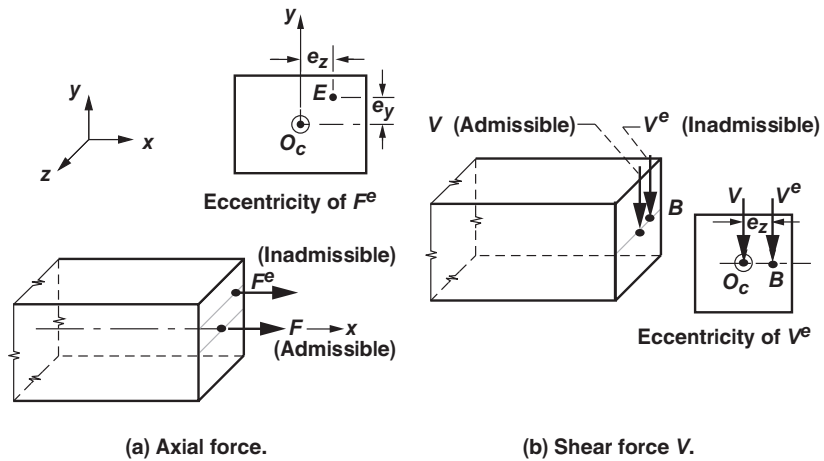 y
e_z
E
e_y
O_c
y
x
z
Eccentricity of F^e
(Inadmissible)
F^e
F
x
(Admissible)
(a) Axial force.
V (Admissible)
V^e (Inadmissible)
B
V
V^e
e_z
O_c
B
Eccentricity of V^e
(b) Shear force V.